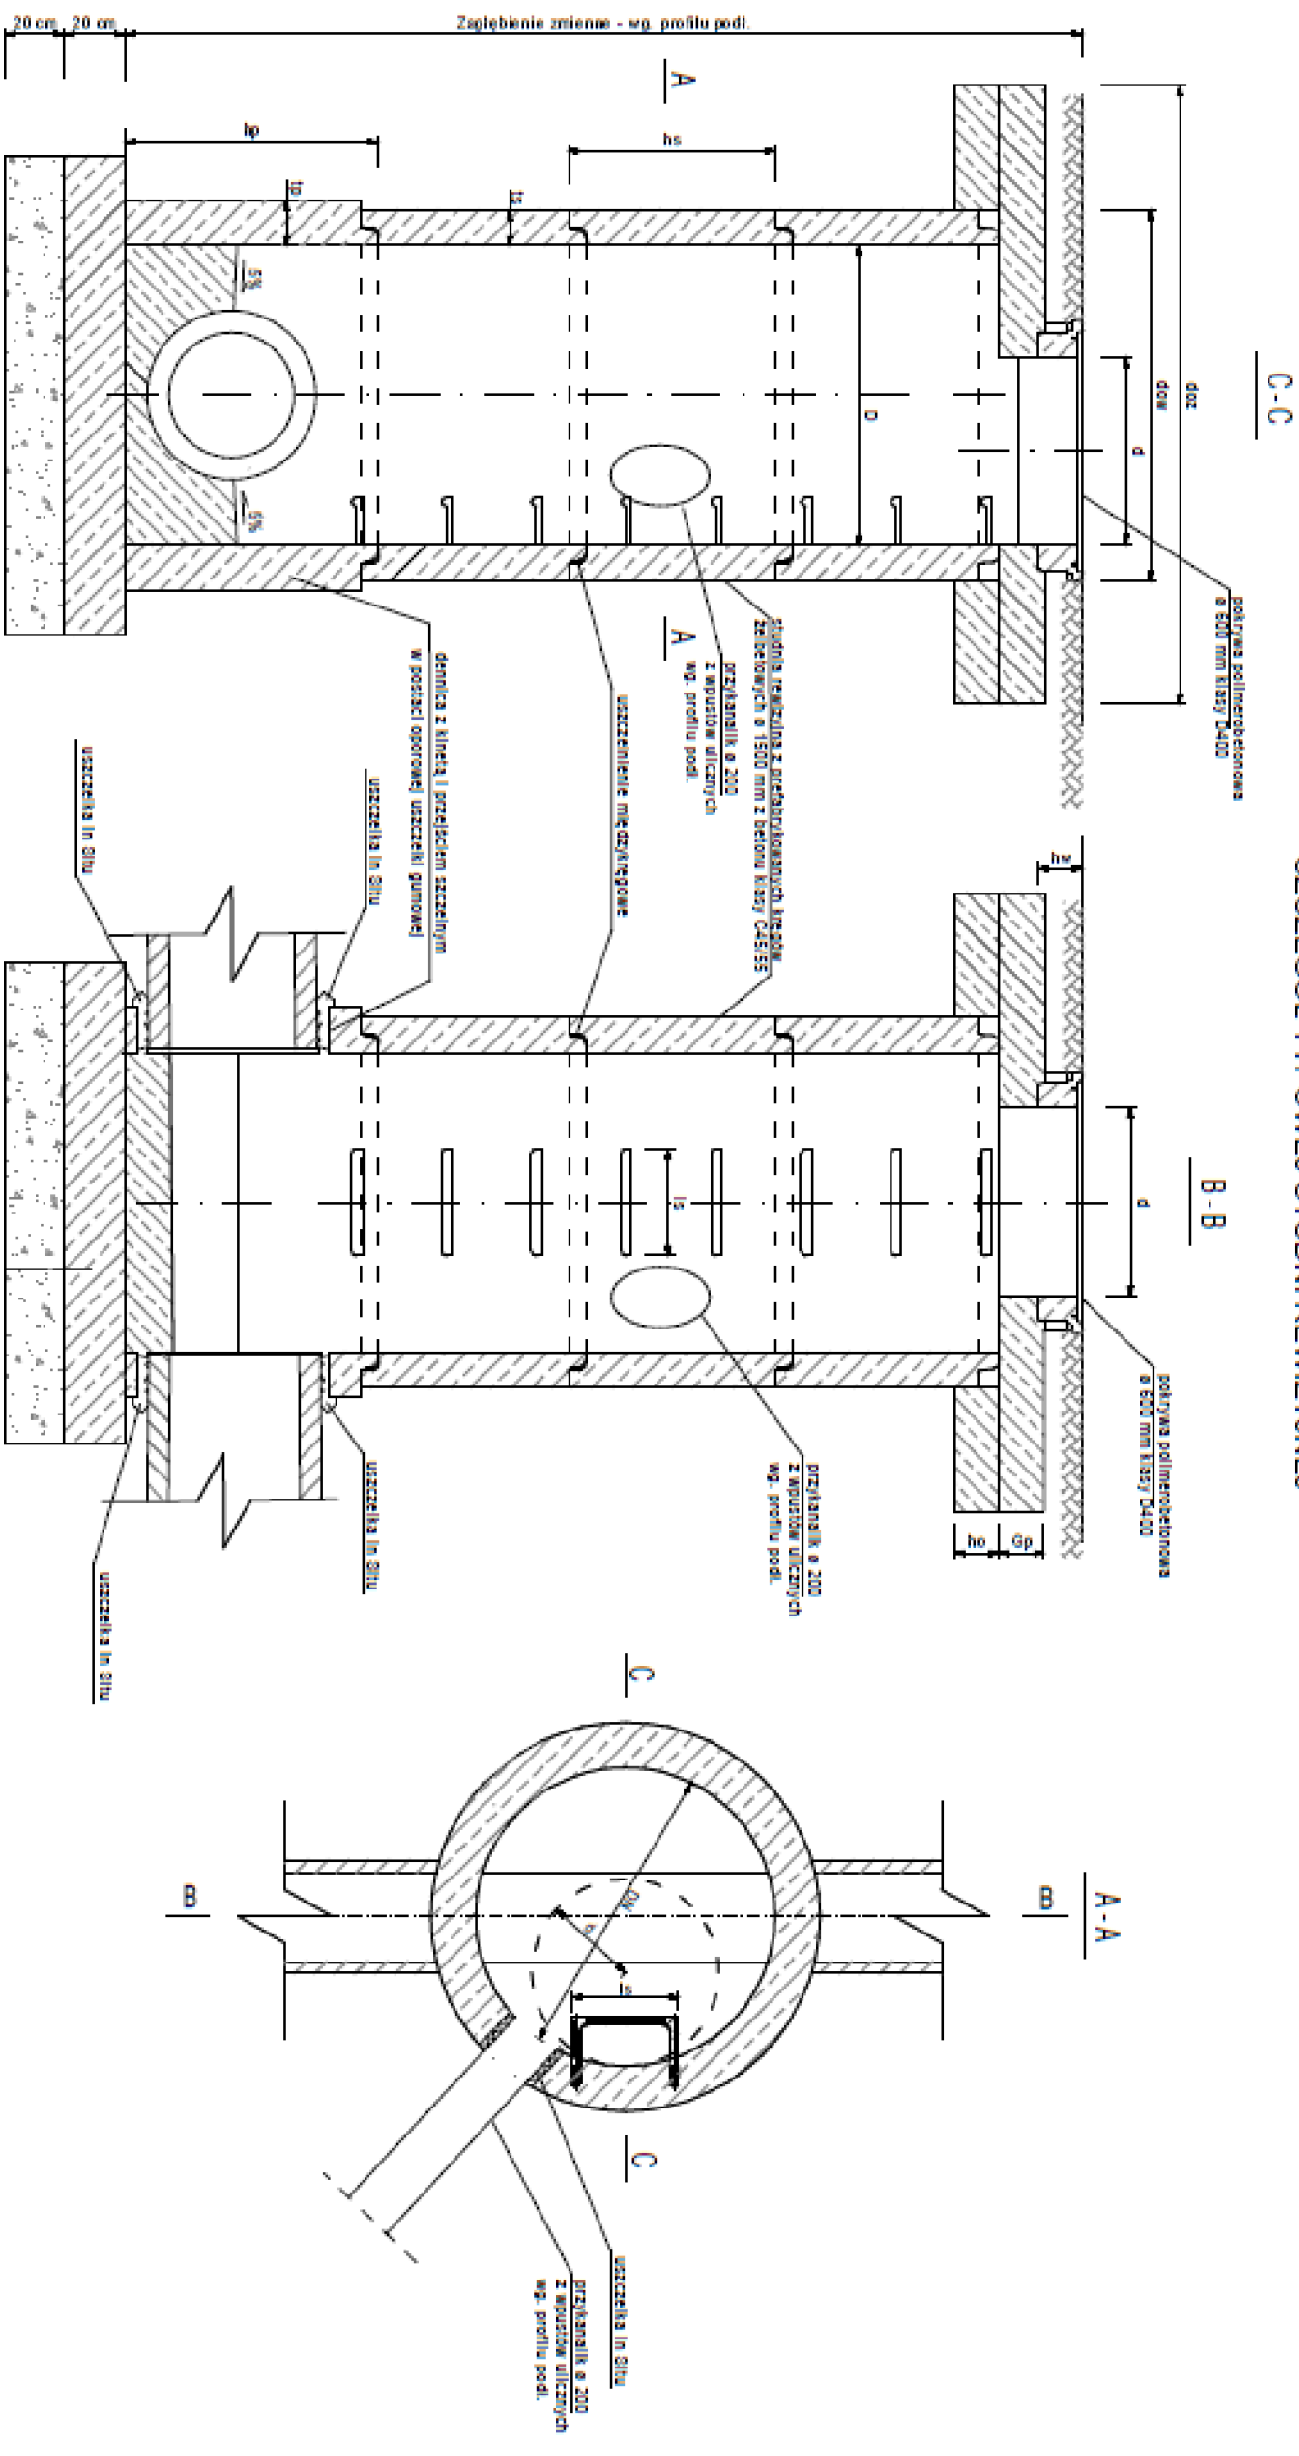 C-C
doz
dow
d
pokrywa polimerobetonowa
ø 600 mm klasy D400
Zagłębienie zmienne - wg. profilu podł.
20 cm
20 cm
A
A
hp
hs
tp
ts
D
5%
5%
studnia rewizyjna z prefabrykowanych kręgów
żelbetowych ø 1500 mm z betonu klasy C45/55
przykanalik ø 200
z wpustów ulicznych
wg. profilu podł.
uszczelnienie międzykręgowe
dennica z kinetą i przejściem szczelnym
w postaci oporowej uszczelki gumowej
uszczelka In Situ
uszczelka In Situ
B-B
d
hw
pokrywa polimerobetonowa
ø 600 mm klasy D400
ls
ho
Gp
przykanalik ø 200
z wpustów ulicznych
wg. profilu podł.
uszczelka In Situ
uszczelka In Situ
A-A
B
B
C
C
ls
uszczelka In Situ
przykanalik ø 200
z wpustów ulicznych
wg. profilu podł.